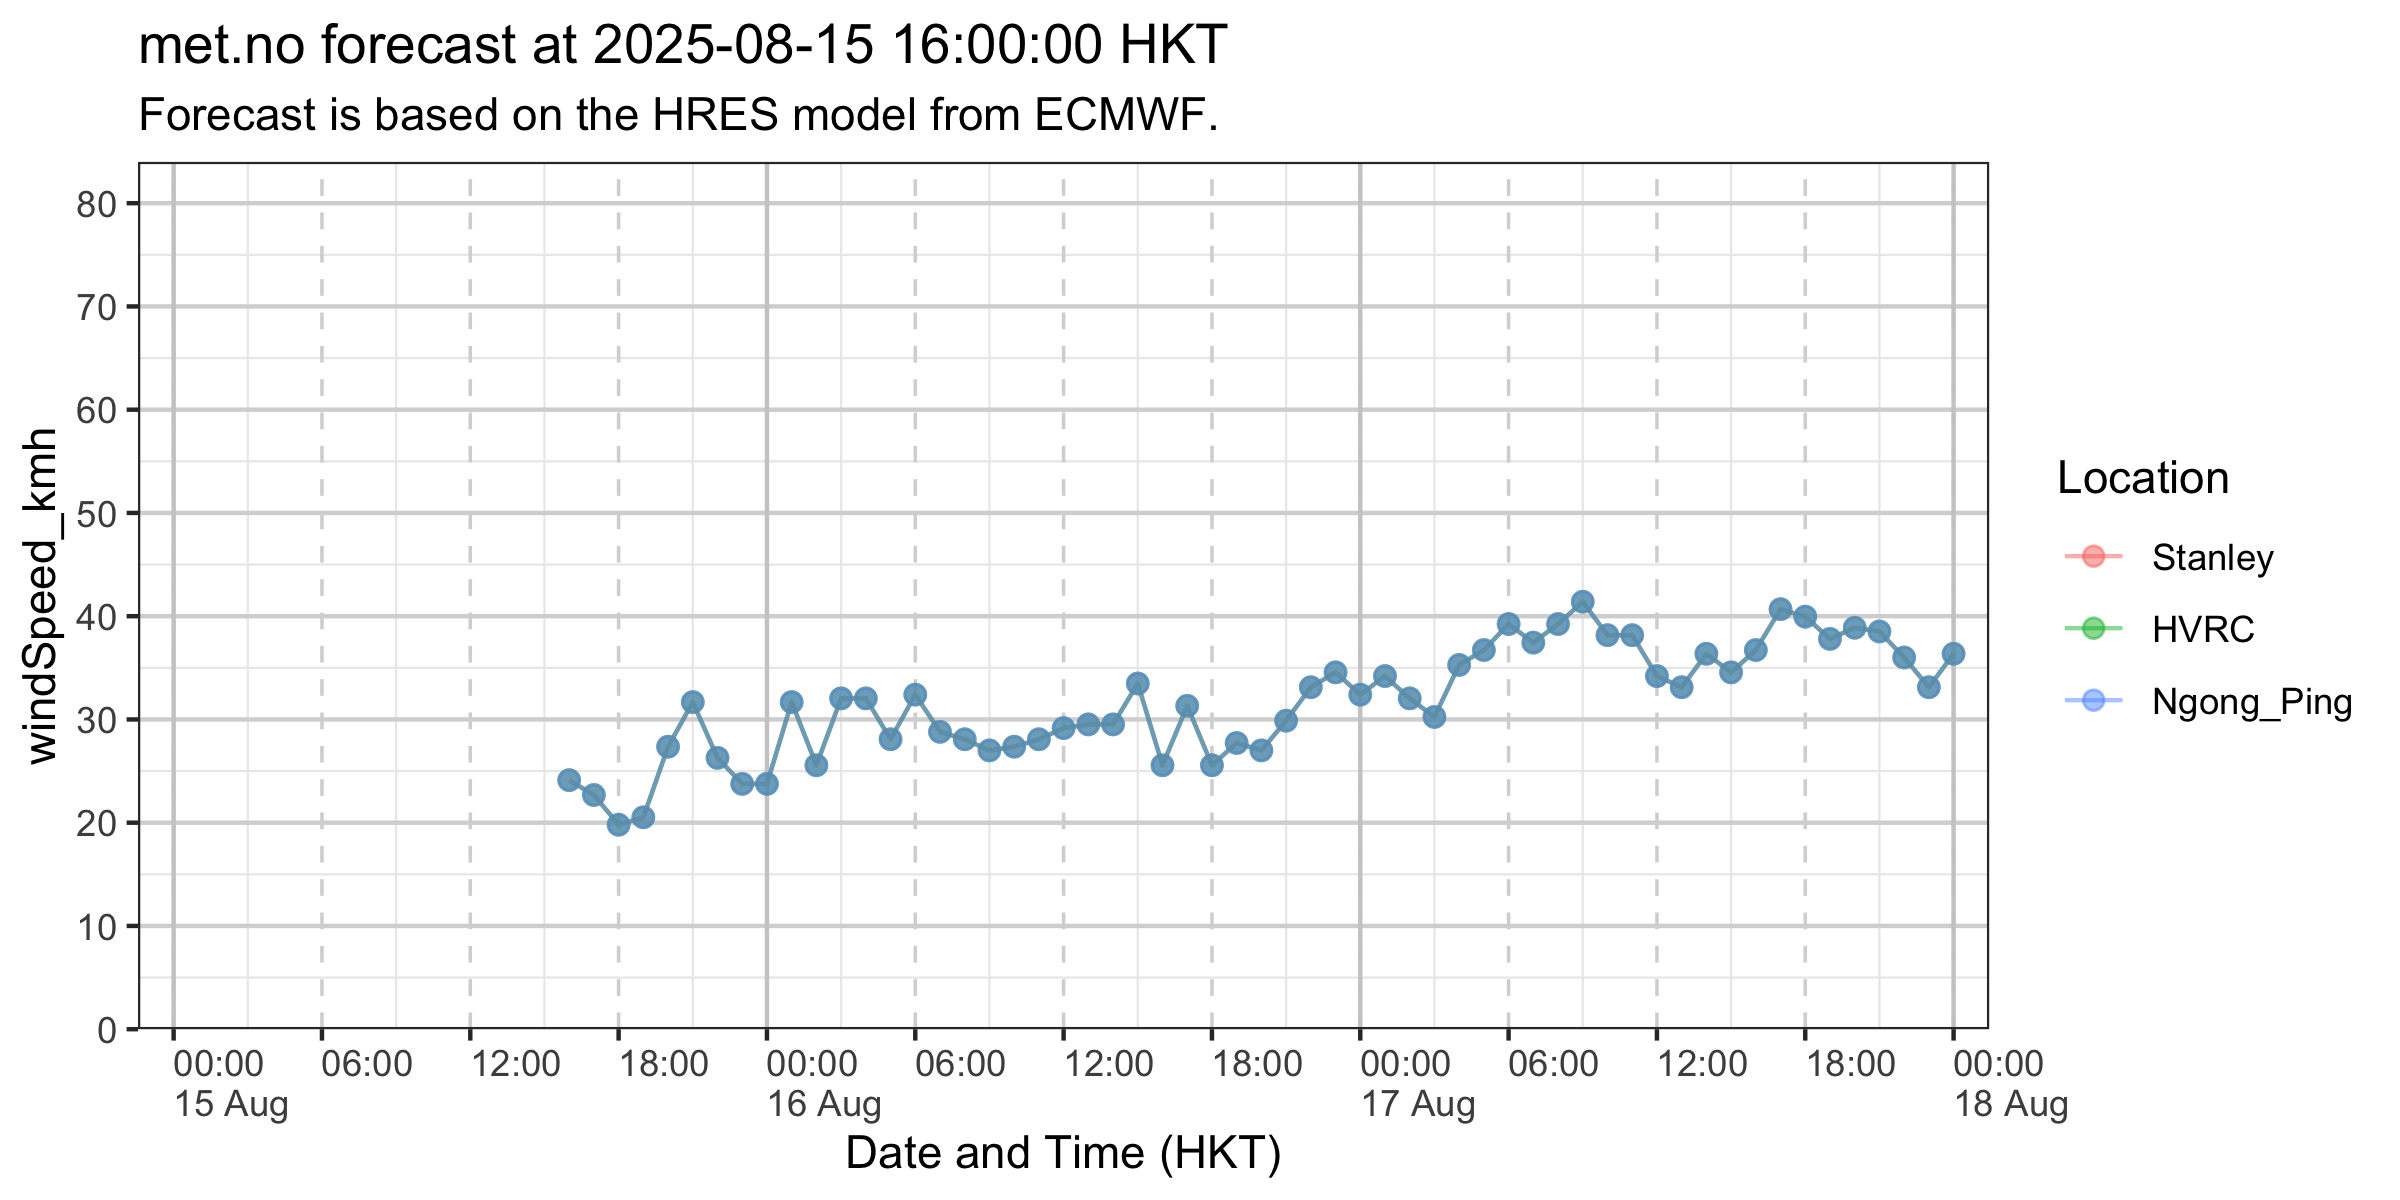 met.no forecast at 2025-08-15 16:00:00 HKT
Forecast is based on the HRES model from ECMWF.
windSpeed_kmh
80
70
60
50
40
30
20
10
0
00:00 06:00 12:00 18:00 00:00 06:00 12:00 18:00 00:00 06:00 12:00 18:00 00:00
15 Aug 16 Aug 17 Aug 18 Aug
Date and Time (HKT)
Location
Stanley
HVRC
Ngong_Ping